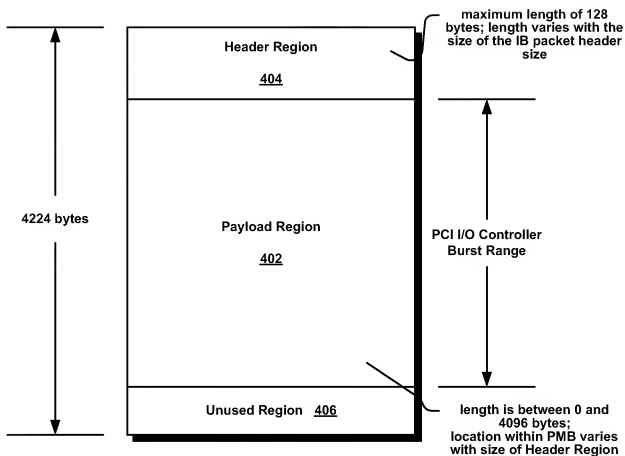 maximum length of 128
bytes; length varies with the
size of the IB packet header
size
Header Region
404
4224 bytes
Payload Region
402
PCI I/O Controller
Burst Range
Unused Region 406
length is between 0 and
4096 bytes;
location within PMB varies
with size of Header Region